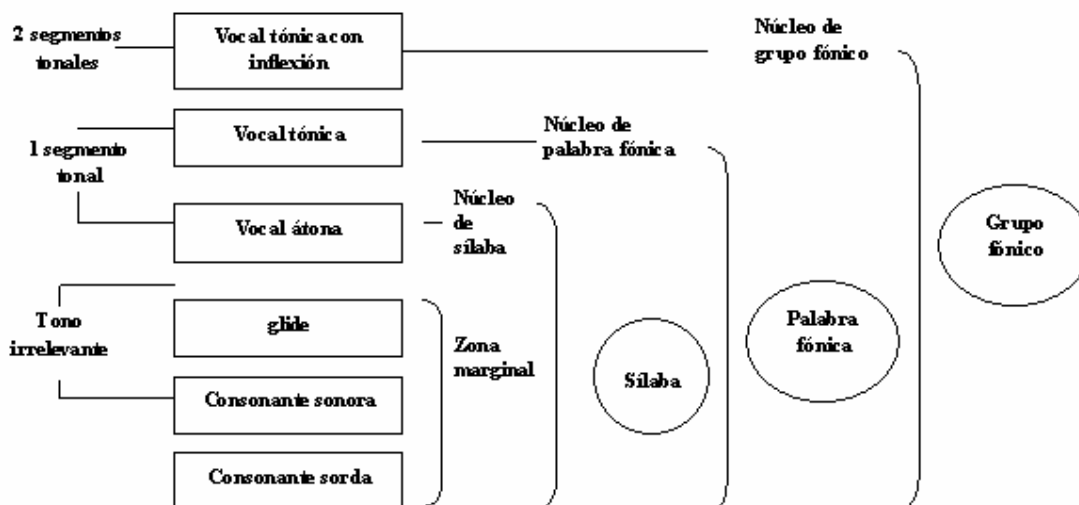 2 segmentos
tonales
Vocal tónica con
inflexión
Núcleo de
grupo fónico
1 segmento
tonal
Vocal tónica
Núcleo de
palabra fónica
Vocal átona
Núcleo
de
sílaba
Grupo
fónico
Tono
irrelevante
glide
Zona
marginal
Palabra
fónica
Sílaba
Consonante sonora
Consonante sorda